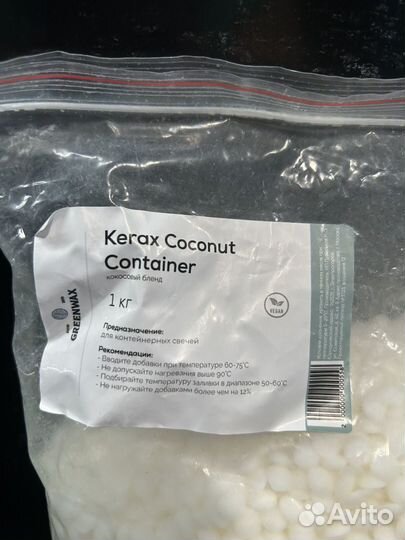 Kerax Coconut
Container
кокосовый бленд
1 кг
VEGAN
GREENWAX
Предназначение:
для контейнерных свечей
Рекомендации:
- Вводите добавки при температуре 60-75°C
- Не допускайте нагревания выше 90°C
- Подбирайте температуру заливки в диапазоне 50-60°C
- Не нагружайте добавками более чем на 12%
Avito